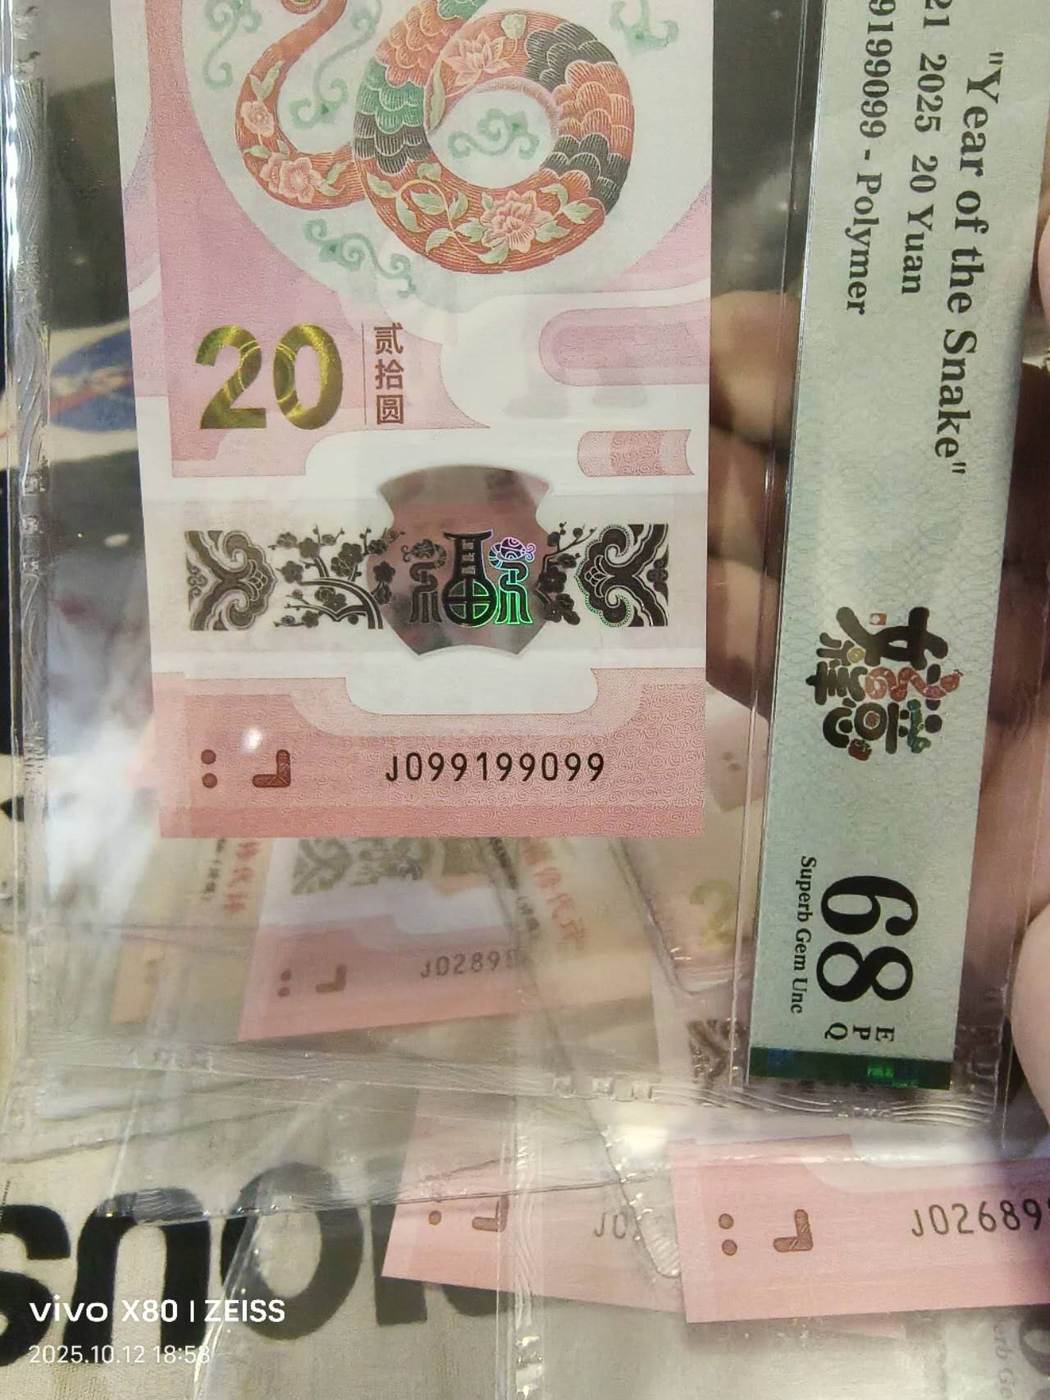 20
贰拾圆
J099199099
21 2025 20 Yuan
"Year of the Snake"
9199099 - Polymer
68
EPQ
Superb Gem Unc
J0289
J0
J02689
vivo X80 | ZEISS
2025.10.12 18:58